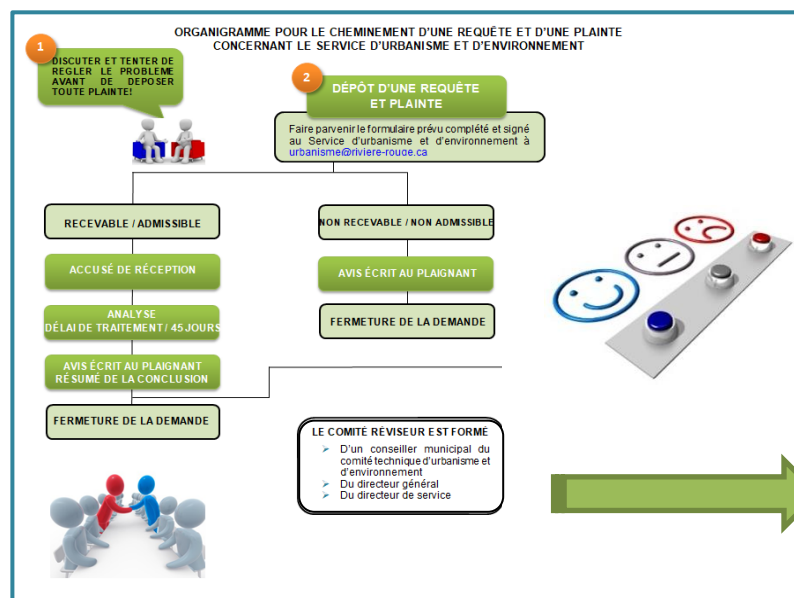 ORGANIGRAMME POUR LE CHEMINEMENT D'UNE REQUÊTE ET D'UNE PLAINTE
CONCERNANT LE SERVICE D'URBANISME ET D'ENVIRONNEMENT
1
DISCUTER ET TENTER DE
REGLER LE PROBLEME
AVANT DE DEPOSER
TOUTE PLAINTE!
2
DÉPÔT D'UNE REQUÊTE
ET PLAINTE
Faire parvenir le formulaire prévu complété et signé
au Service d'urbanisme et d'environnement à
urbanisme@riviere-rouge.ca
RECEVABLE / ADMISSIBLE
NON RECEVABLE / NON ADMISSIBLE
ACCUSÉ DE RÉCEPTION
AVIS ÉCRIT AU PLAIGNANT
ANALYSE
DÉLAI DE TRAITEMENT / 45 JOURS
FERMETURE DE LA DEMANDE
AVIS ÉCRIT AU PLAIGNANT
RÉSUMÉ DE LA CONCLUSION
FERMETURE DE LA DEMANDE
LE COMITÉ RÉVISEUR EST FORMÉ
D'un conseiller municipal du
comité technique d'urbanisme et
d'environnement
Du directeur général
Du directeur de service